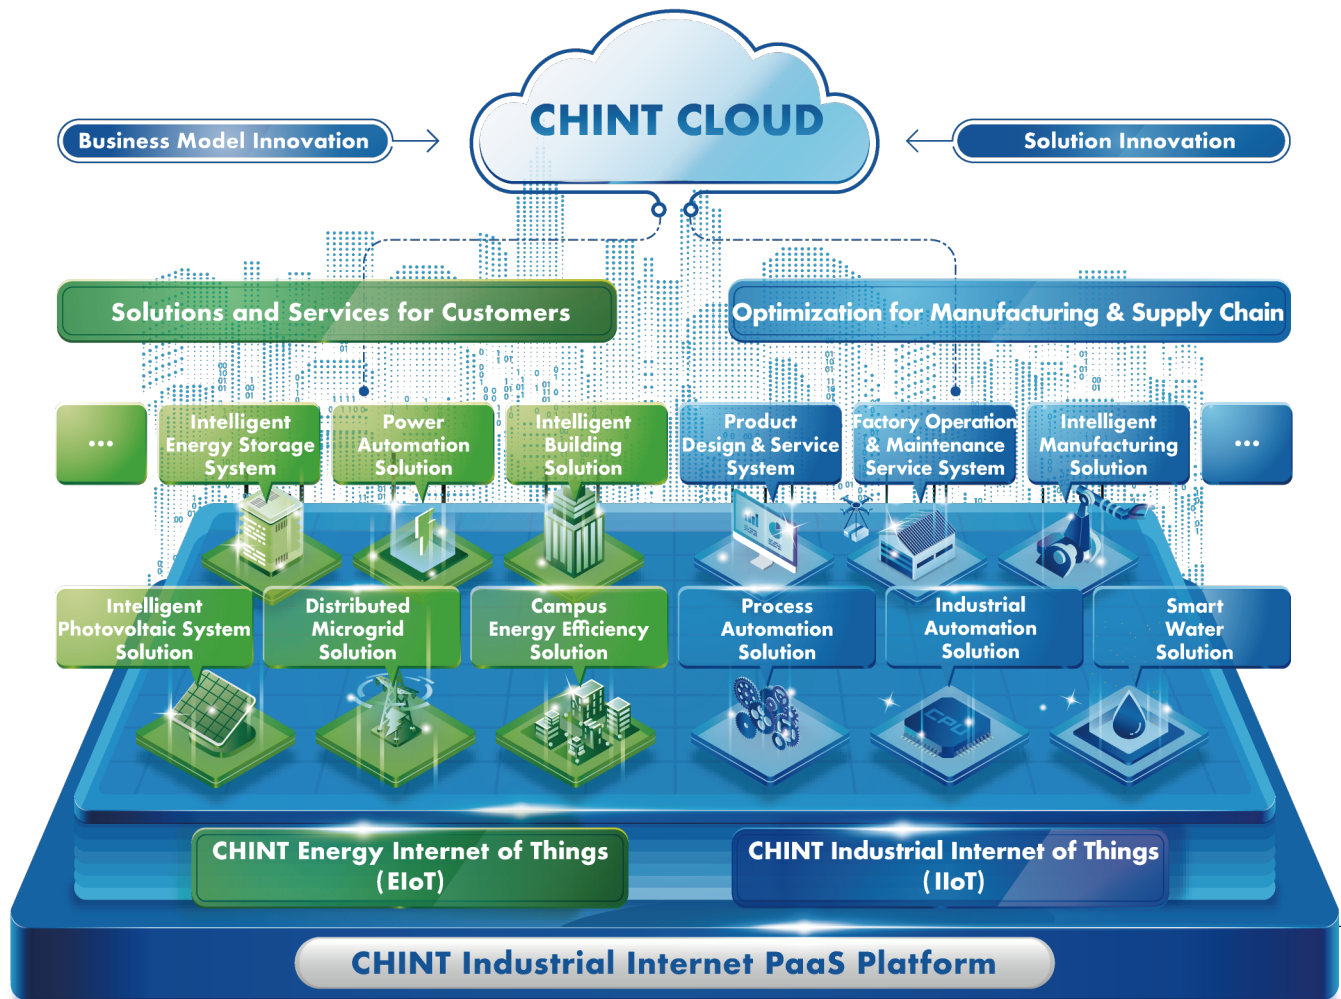 CHINT CLOUD
Business Model Innovation
Solution Innovation
Solutions and Services for Customers
Optimization for Manufacturing & Supply Chain
...
Intelligent
Energy Storage
System
Power
Automation
Solution
Intelligent
Building
Solution
Product
Design & Service
System
Factory Operation
& Maintenance
Service System
Intelligent
Manufacturing
Solution
...
Intelligent
Photovoltaic System
Solution
Distributed
Microgrid
Solution
Campus
Energy Efficiency
Solution
Process
Automation
Solution
Industrial
Automation
Solution
Smart
Water
Solution
CPU
CHINT Energy Internet of Things
(EIoT)
CHINT Industrial Internet of Things
(IIoT)
CHINT Industrial Internet PaaS Platform